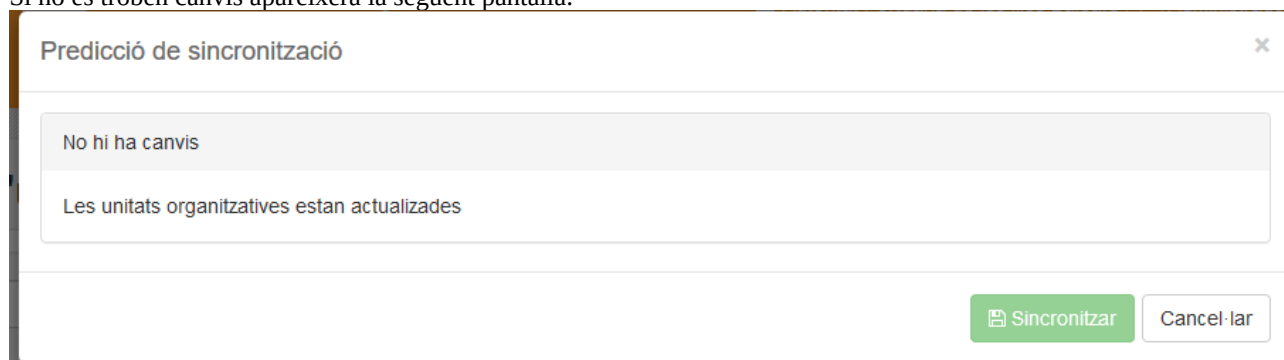 Si no es troben canvis apareixerà la següent pantalla:
Predicció de sincronització
×
No hi ha canvis
Les unitats organitzatives estan actualizades
Sincronitzar Cancel·lar